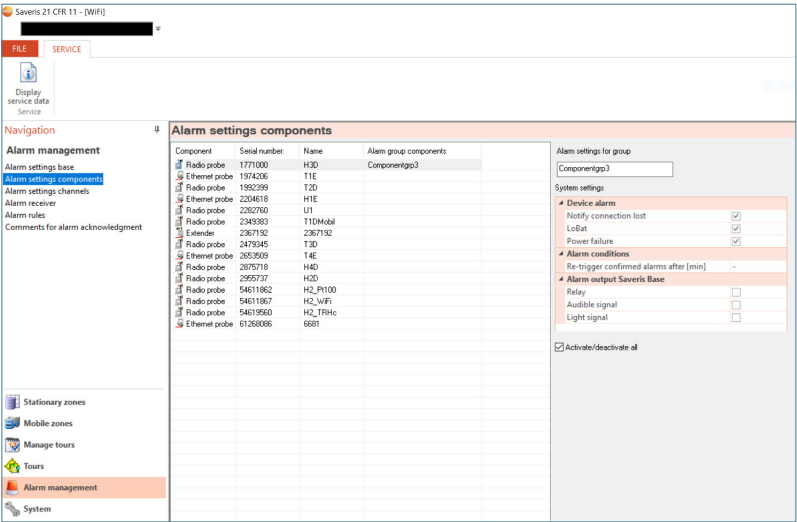 Saveris 21 CFR 11 - [WiFi]
FILE SERVICE
Display
service data
Service
Navigation
Alarm management
Alarm settings base
Alarm settings components
Alarm settings channels
Alarm receiver
Alarm rules
Comments for alarm acknowledgment
Stationary zones
Mobile zones
Manage tours
Tours
Alarm management
System
Alarm settings components
Component Serial number: Name Alarm group components
Radio probe 1771000 H3D Componentgrp3
Ethernet probe 1974206 T1E
Radio probe 1992399 T2D
Ethernet probe 2204618 H1E
Radio probe 2282760 U1
Radio probe 2349383 T1DMobil
Extender 2367192 2367192
Radio probe 2479345 T3D
Ethernet probe 2653509 T4E
Radio probe 2875718 H4D
Radio probe 2955737 H2D
Radio probe 54611862 H2_Pt100
Radio probe 54611867 H2_WiFi
Radio probe 54619560 H2_TRHc
Ethernet probe 61268086 6681
Alarm settings for group
Componentgrp3
System settings
Device alarm
Notify connection lost
LoBat
Power failure
Alarm conditions
Re-trigger confirmed alarms after [min] -
Alarm output Saveris Base
Relay
Audible signal
Light signal
Activate/deactivate all